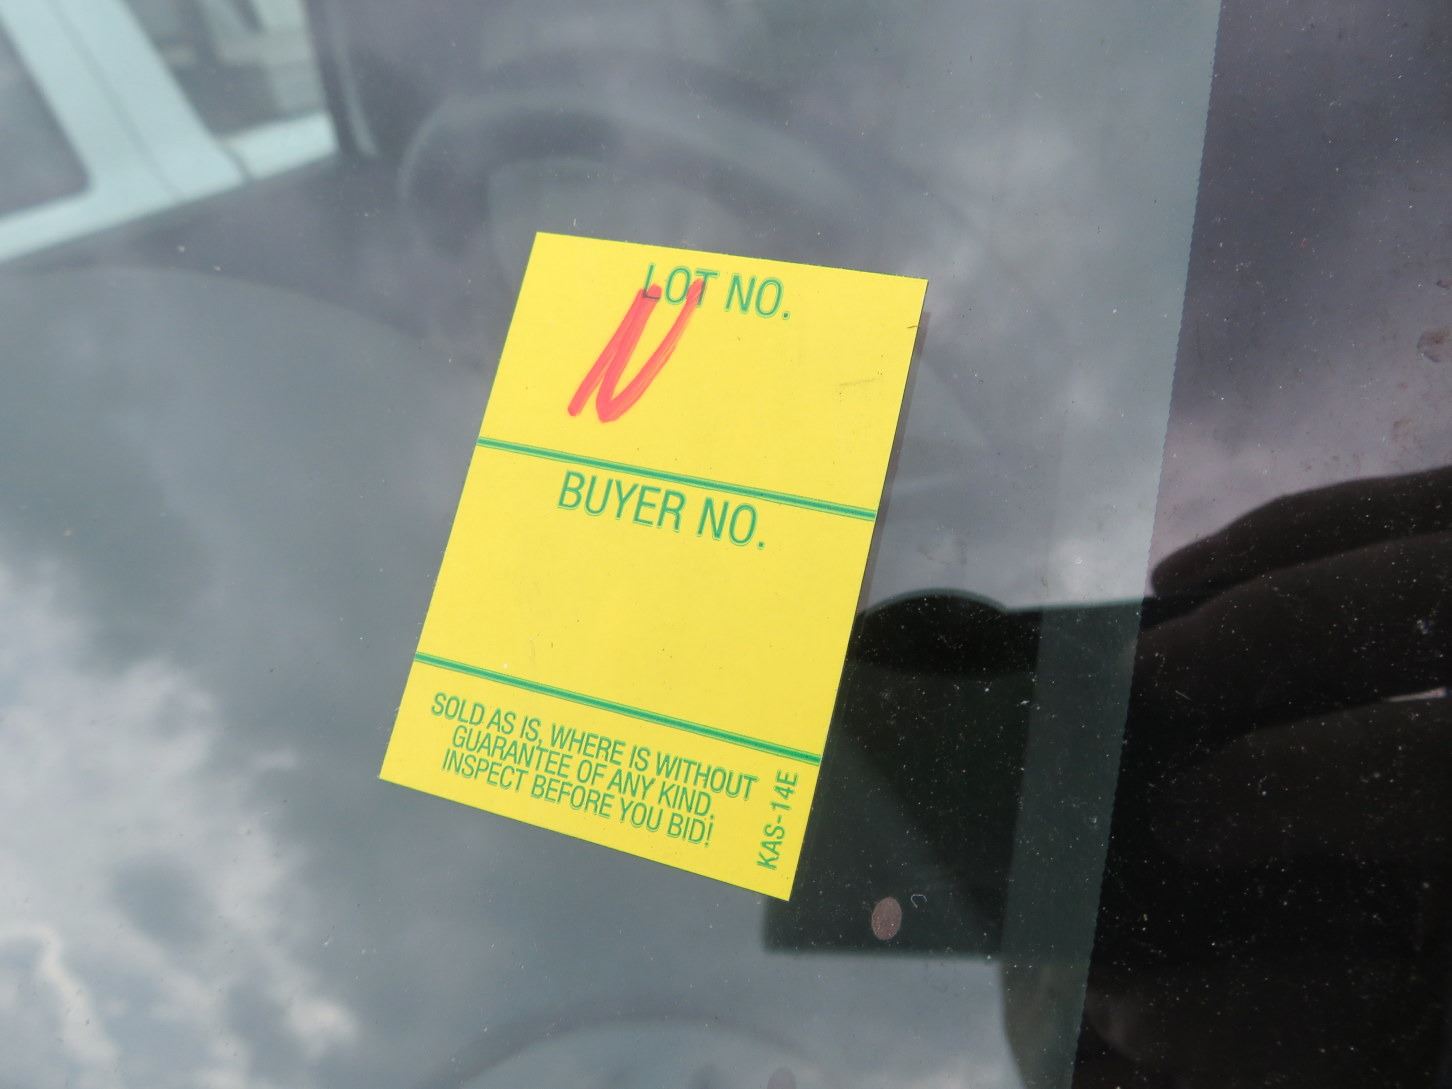 LOT NO.
N
BUYER NO.
SOLD AS IS, WHERE IS WITHOUT
GUARANTEE OF ANY KIND.
INSPECT BEFORE YOU BID!
KAS-14E